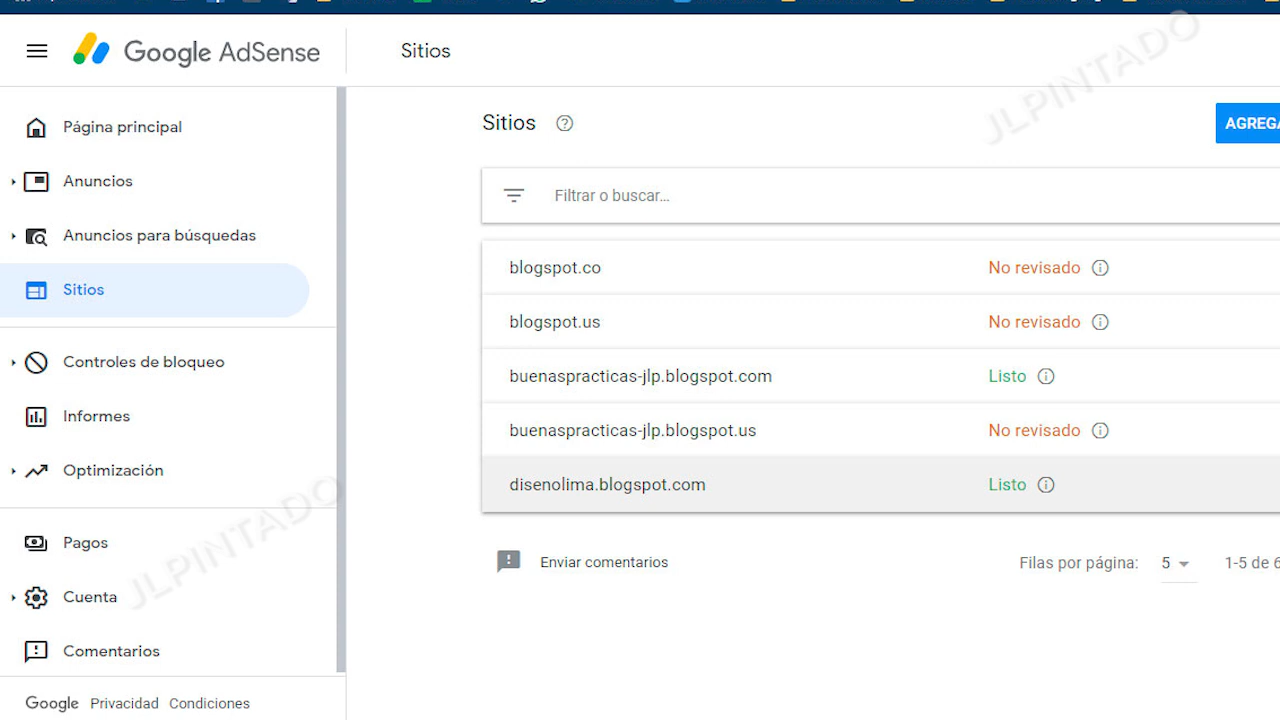 Google AdSense
Sitios
JLPINTADO
Página principal
Anuncios
Anuncios para búsquedas
Sitios
Controles de bloqueo
Informes
Optimización
Pagos
Cuenta
Comentarios
Google Privacidad Condiciones
JLPINTADO
Sitios
AGREGA
Filtrar o buscar...
blogspot.co No revisado
blogspot.us No revisado
buenaspracticas-jlp.blogspot.com Listo
buenaspracticas-jlp.blogspot.us No revisado
disenolima.blogspot.com Listo
Enviar comentarios
Filas por página: 5 1-5 de 6